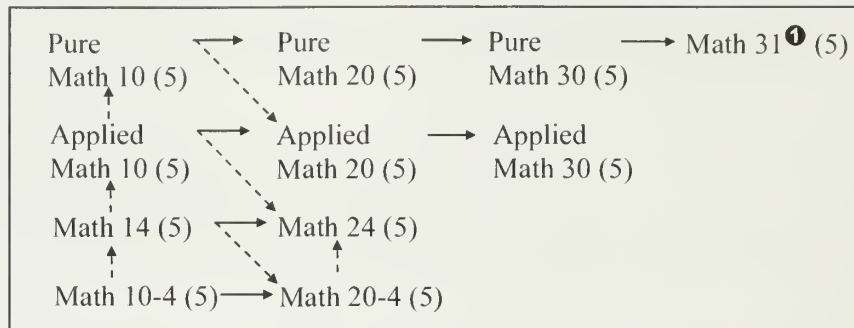 Pure Pure Pure Math 31❶ (5)
Math 10 (5) Math 20 (5) Math 30 (5)
Applied Applied Applied
Math 10 (5) Math 20 (5) Math 30 (5)
Math 14 (5) Math 24 (5)
Math 10-4 (5) Math 20-4 (5)